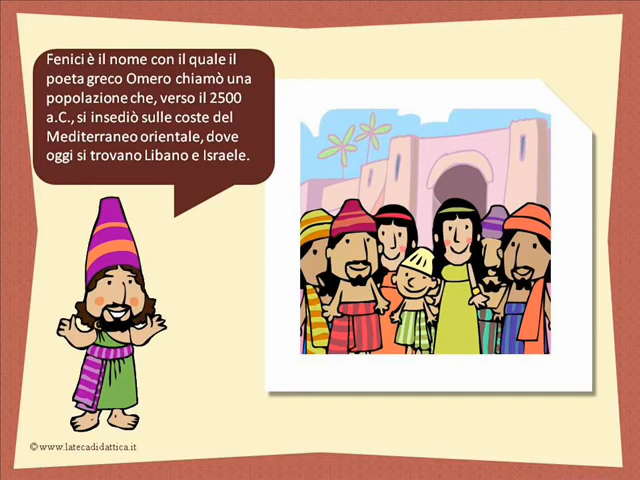 Fenici è il nome con il quale il
poeta greco Omero chiamò una
popolazione che, verso il 2500
a.C., si insediò sulle coste del
Mediterraneo orientale, dove
oggi si trovano Libano e Israele.
© www.latecadidattica.it